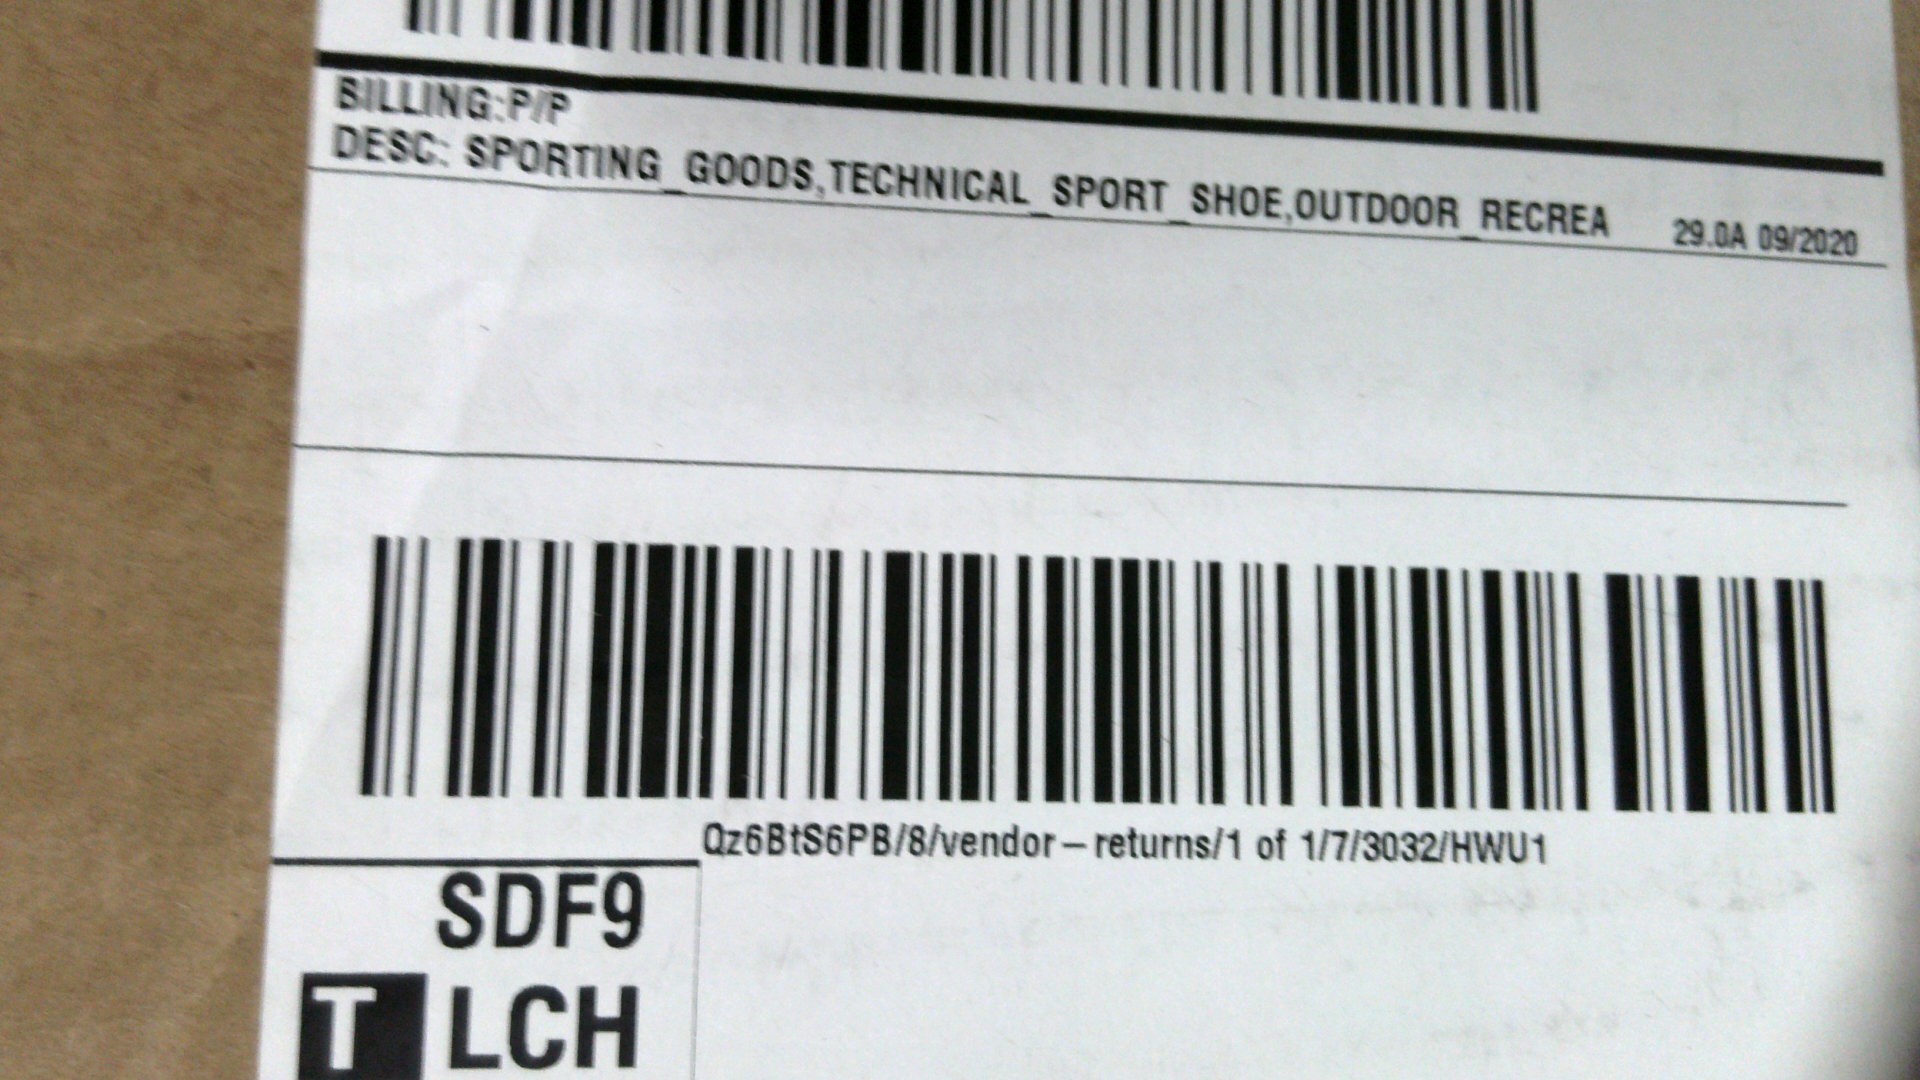 BILLING:P/P
DESC: SPORTING_GOODS,TECHNICAL_SPORT_SHOE,OUTDOOR_RECREA 29.0A 09/2020
Qz6BtS6PB/8/vendor-returns/1 of 1/7/3032/HWU1
SDF9
T LCH